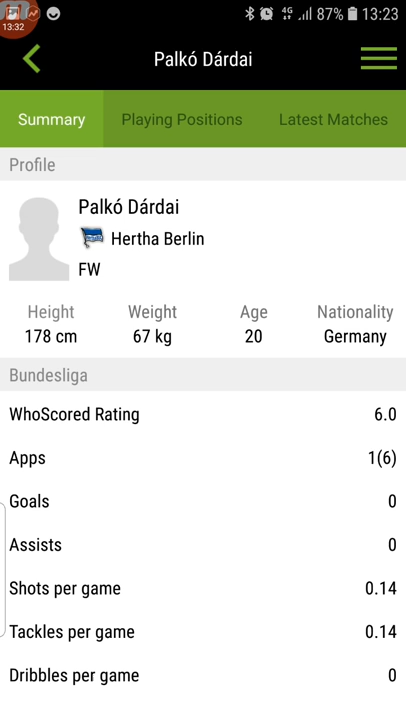 13:32
4G 87% 13:23
Palkó Dárdai
Summary Playing Positions Latest Matches
Profile
Palkó Dárdai
Hertha Berlin
FW
Height Weight Age Nationality
178 cm 67 kg 20 Germany
Bundesliga
WhoScored Rating 6.0
Apps 1(6)
Goals 0
Assists 0
Shots per game 0.14
Tackles per game 0.14
Dribbles per game 0